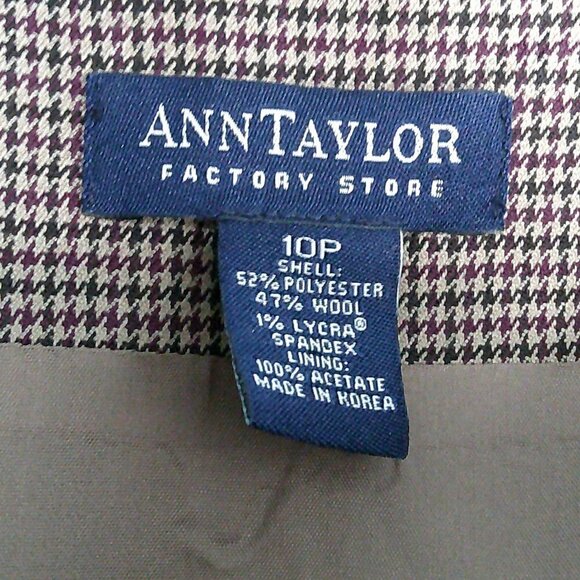 ANNTAYLOR
FACTORY STORE
10P
SHELL:
52% POLYESTER
47% WOOL
1% LYCRA®
SPANDEX
LINING:
100% ACETATE
MADE IN KOREA